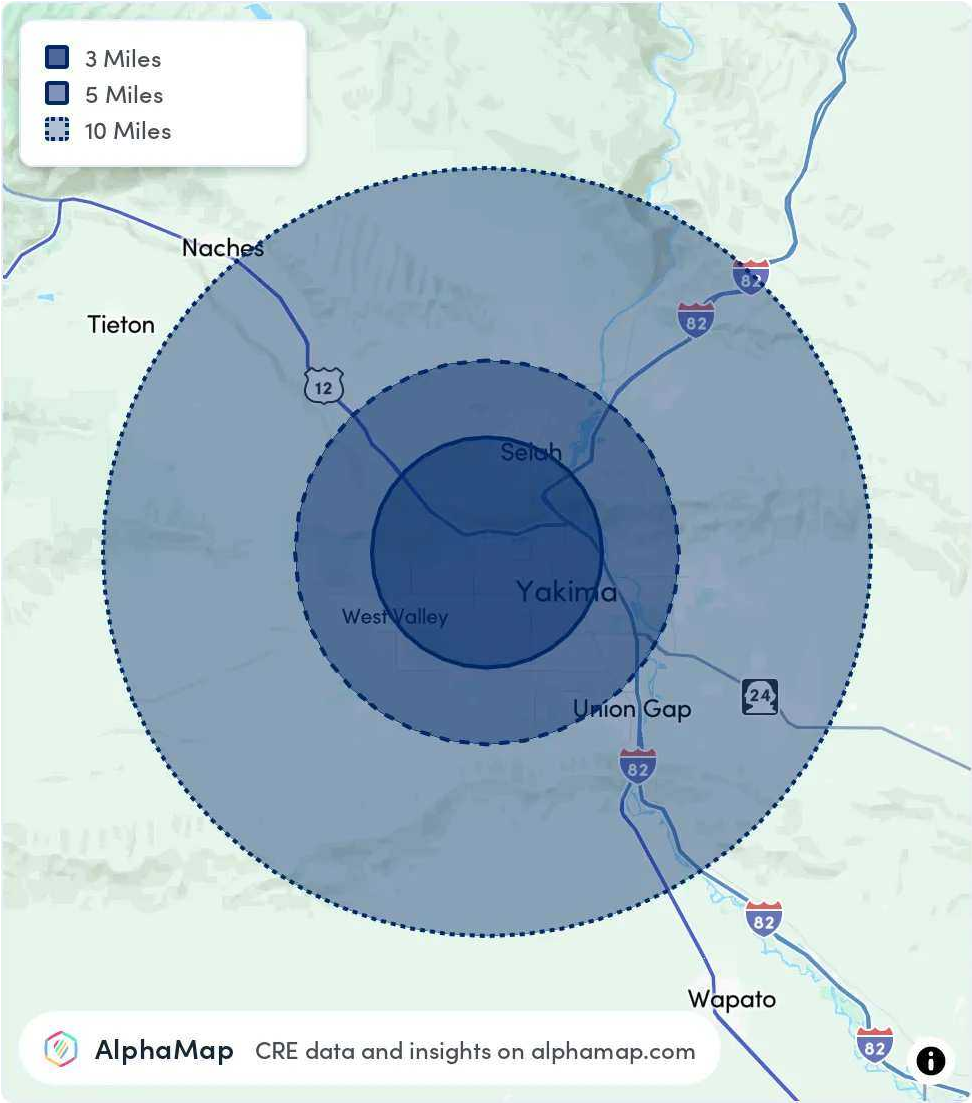 3 Miles
5 Miles
10 Miles
Naches
82
Tieton
82
12
Selah
Yakima
West Valley
24
Union Gap
82
82
Wapato
AlphaMap CRE data and insights on alphamap.com
82